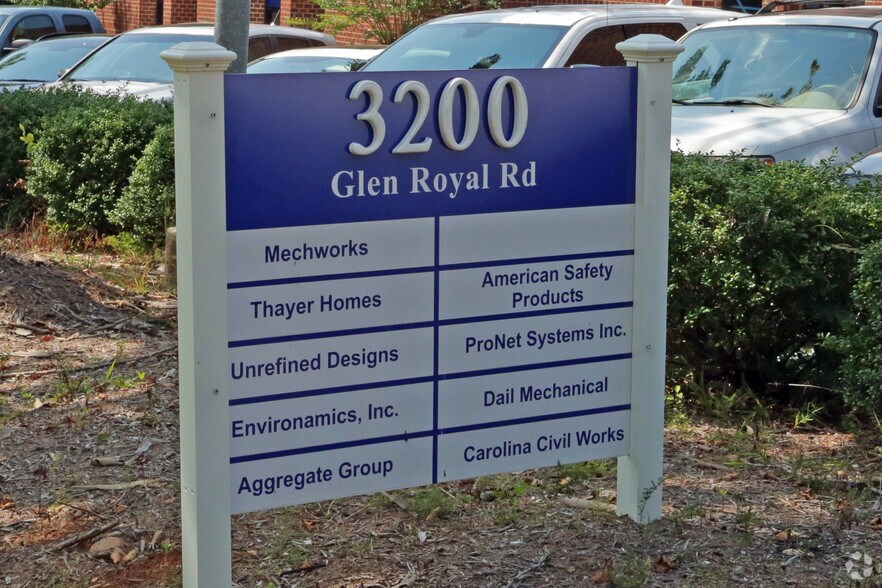 3200
Glen Royal Rd
Mechworks
Thayer Homes
Unrefined Designs
Environamics, Inc.
Aggregate Group
American Safety
Products
ProNet Systems Inc.
Dail Mechanical
Carolina Civil Works